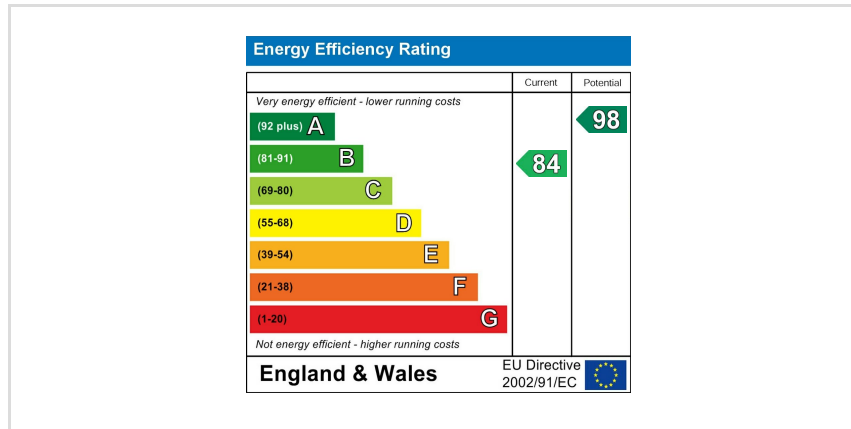 Energy Efficiency Rating
Current Potential
Very energy efficient - lower running costs
(92 plus) A
98
(81-91) B
84
(69-80) C
(55-68) D
(39-54) E
(21-38) F
(1-20) G
Not energy efficient - higher running costs
England & Wales
EU Directive
2002/91/EC